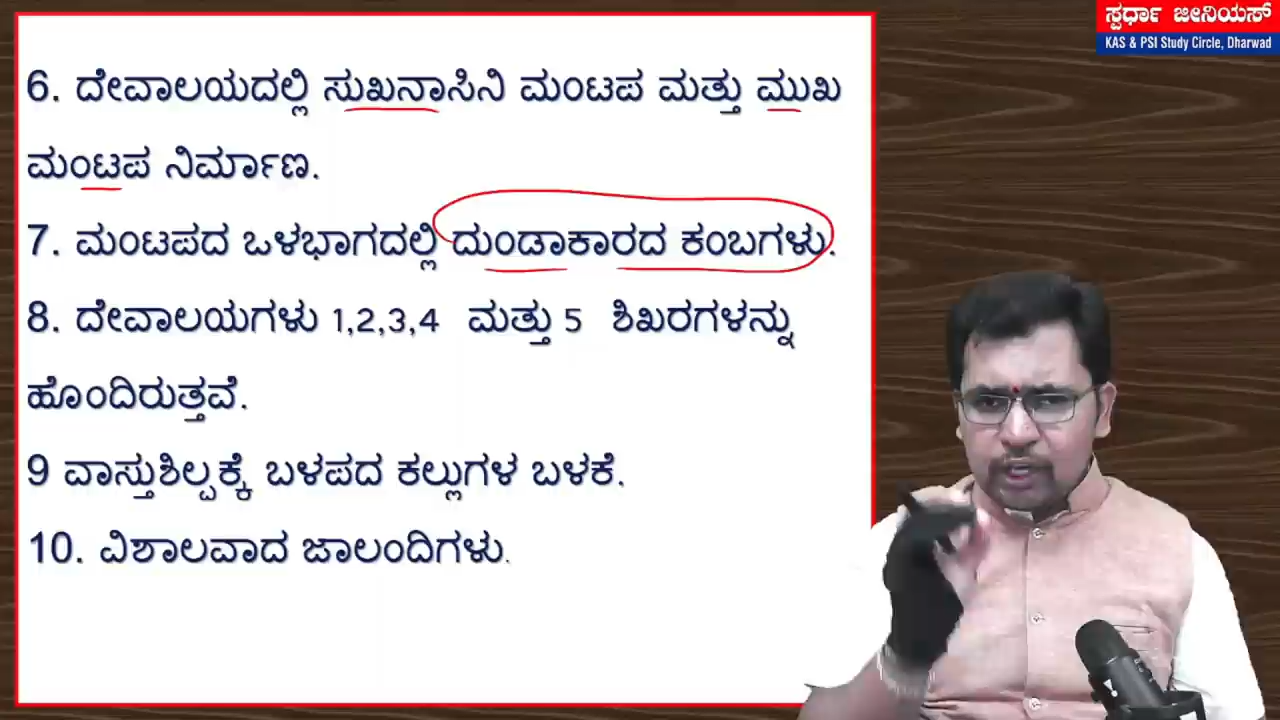 ಸ್ಪರ್ಧಾ ಜೀನಿಯಸ್
KAS & PSI Study Circle, Dharwad
6. ದೇವಾಲಯದಲ್ಲಿ ಸುಖನಾಸಿನಿ ಮಂಟಪ ಮತ್ತು ಮುಖ
ಮಂಟಪ ನಿರ್ಮಾಣ.
7. ಮಂಟಪದ ಒಳಭಾಗದಲ್ಲಿ ದುಂಡಾಕಾರದ ಕಂಬಗಳು.
8. ದೇವಾಲಯಗಳು 1,2,3,4 ಮತ್ತು 5 ಶಿಖರಗಳನ್ನು
ಹೊಂದಿರುತ್ತವೆ.
9 ವಾಸ್ತುಶಿಲ್ಪಕ್ಕೆ ಬಳಪದ ಕಲ್ಲುಗಳ ಬಳಕೆ.
10. ವಿಶಾಲವಾದ ಜಾಲಂದಿಗಳು.